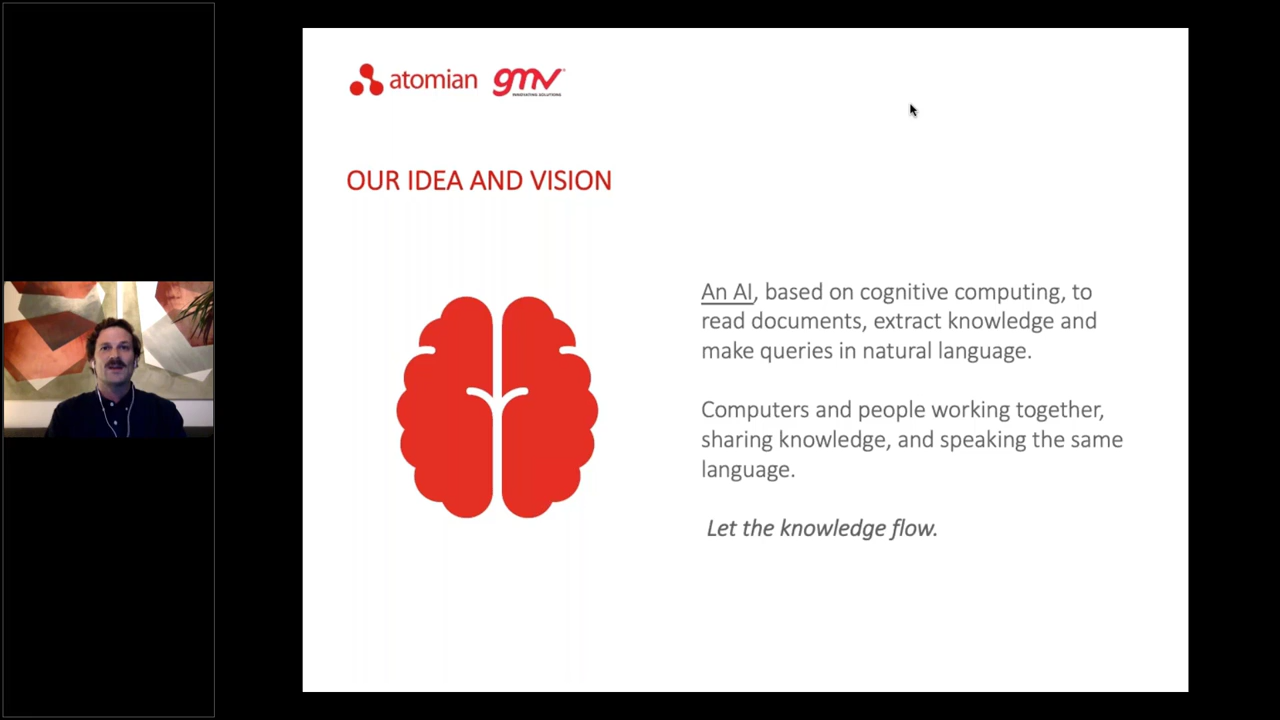 atomian gmv
INNOVATING SOLUTIONS
OUR IDEA AND VISION
An AI, based on cognitive computing, to
read documents, extract knowledge and
make queries in natural language.
Computers and people working together,
sharing knowledge, and speaking the same
language.
Let the knowledge flow.